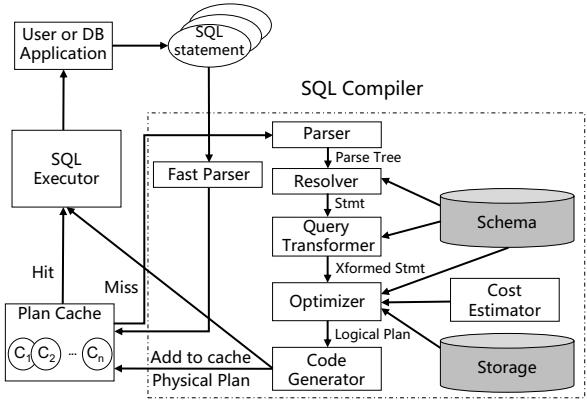 User or DB
Application
SQL
statement
SQL Compiler
Parser
Parse Tree
Fast Parser
Resolver
Stmt
SQL
Executor
Query
Transformer
Schema
Xformed Stmt
Hit
Miss
Optimizer
Cost
Estimator
Plan Cache
C1 C2 ... Cn
Logical Plan
Add to cache
Physical Plan
Code
Generator
Storage